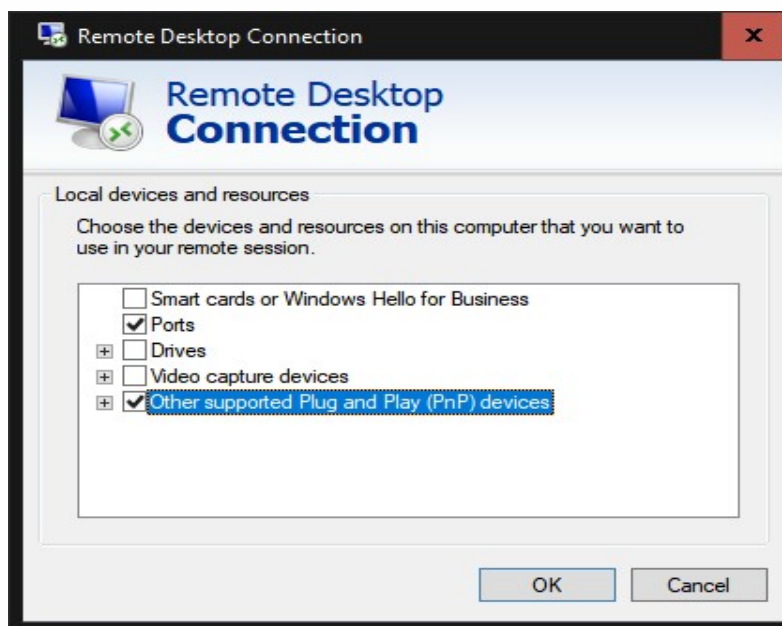 Remote Desktop Connection
Remote Desktop
Connection
Local devices and resources
Choose the devices and resources on this computer that you want to
use in your remote session.
Smart cards or Windows Hello for Business
Ports
Drives
Video capture devices
Other supported Plug and Play (PnP) devices
OK
Cancel